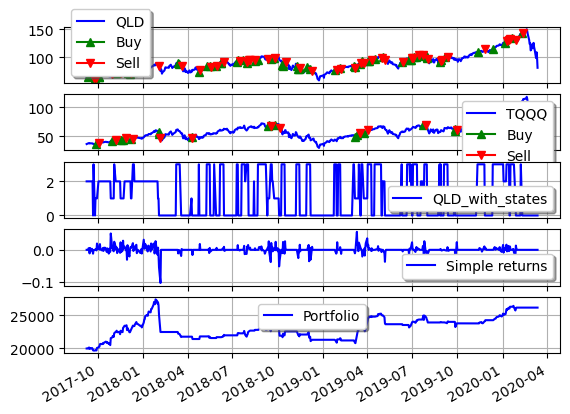 150
100
QLD
Buy
Sell
100
50
TQQQ
Buy
Sell
2
0
QLD_with_states
0.0
−0.1
Simple returns
25000
20000
Portfolio
2017-10
2018-01
2018-04
2018-07
2018-10
2019-01
2019-04
2019-07
2019-10
2020-01
2020-04